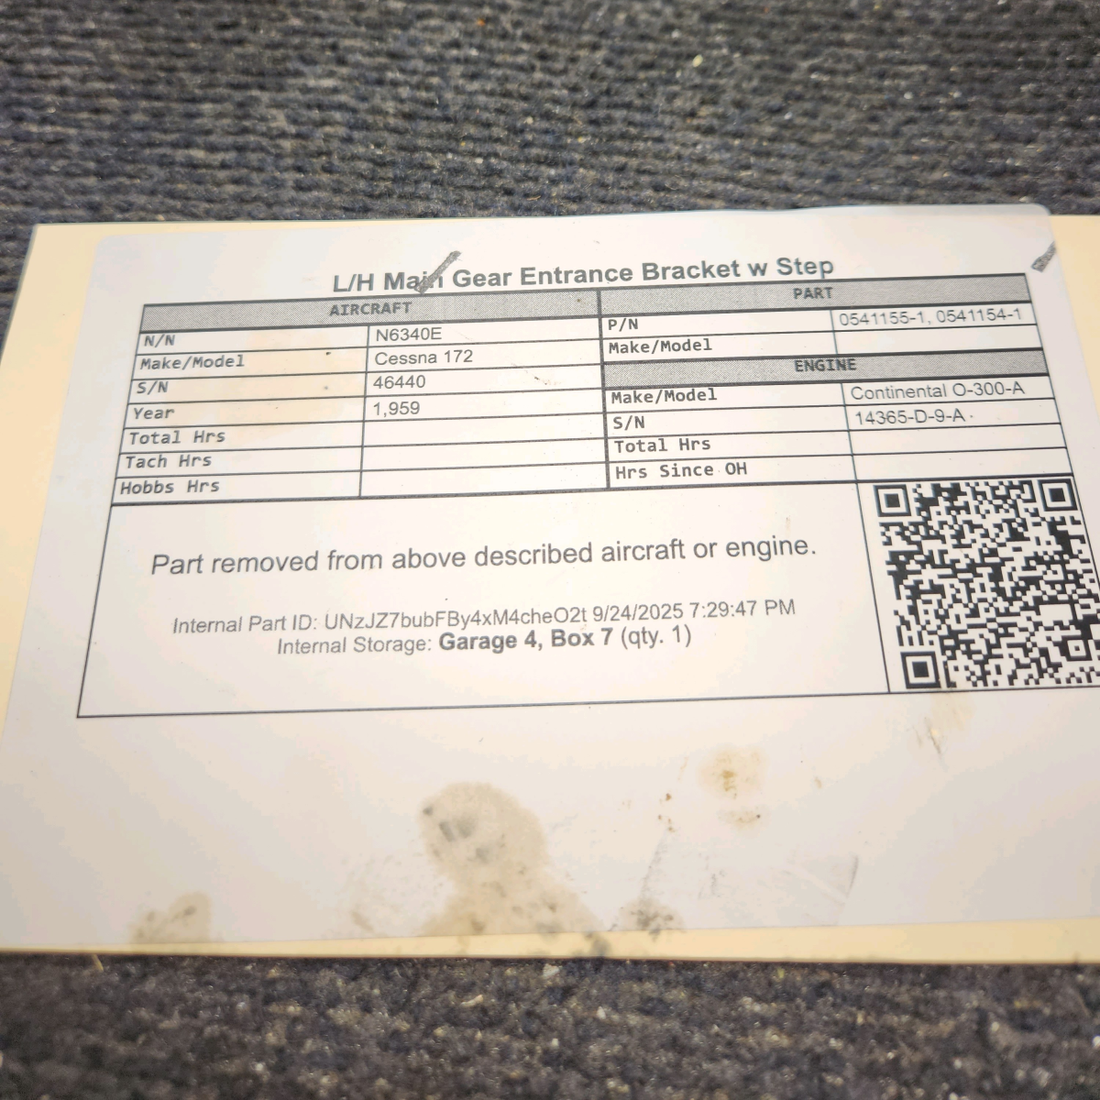 L/H Main Gear Entrance Bracket w Step
AIRCRAFT
N/N N6340E
Make/Model Cessna 172
S/N 46440
Year 1,959
Total Hrs
Tach Hrs
Hobbs Hrs
PART
P/N 0541155-1, 0541154-1
Make/Model
ENGINE
Make/Model Continental O-300-A
S/N 14365-D-9-A
Total Hrs
Hrs Since OH
Part removed from above described aircraft or engine.
Internal Part ID: UNzJZ7bubFBy4xM4cheO2t 9/24/2025 7:29:47 PM
Internal Storage: Garage 4, Box 7 (qty. 1)